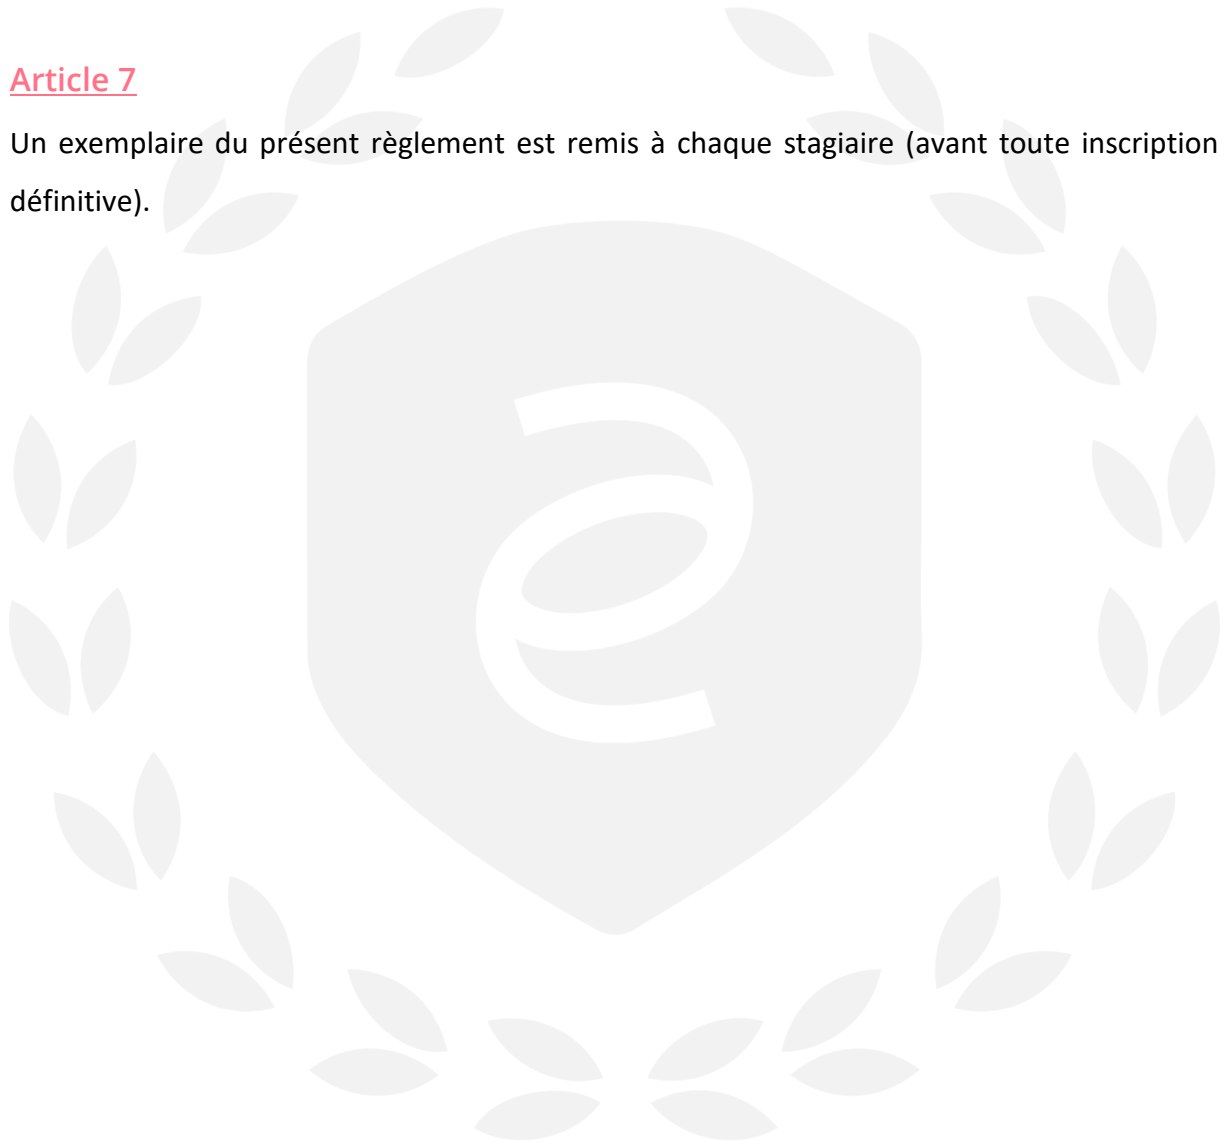 Article 7
Un exemplaire du présent règlement est remis à chaque stagiaire (avant toute inscription
définitive).